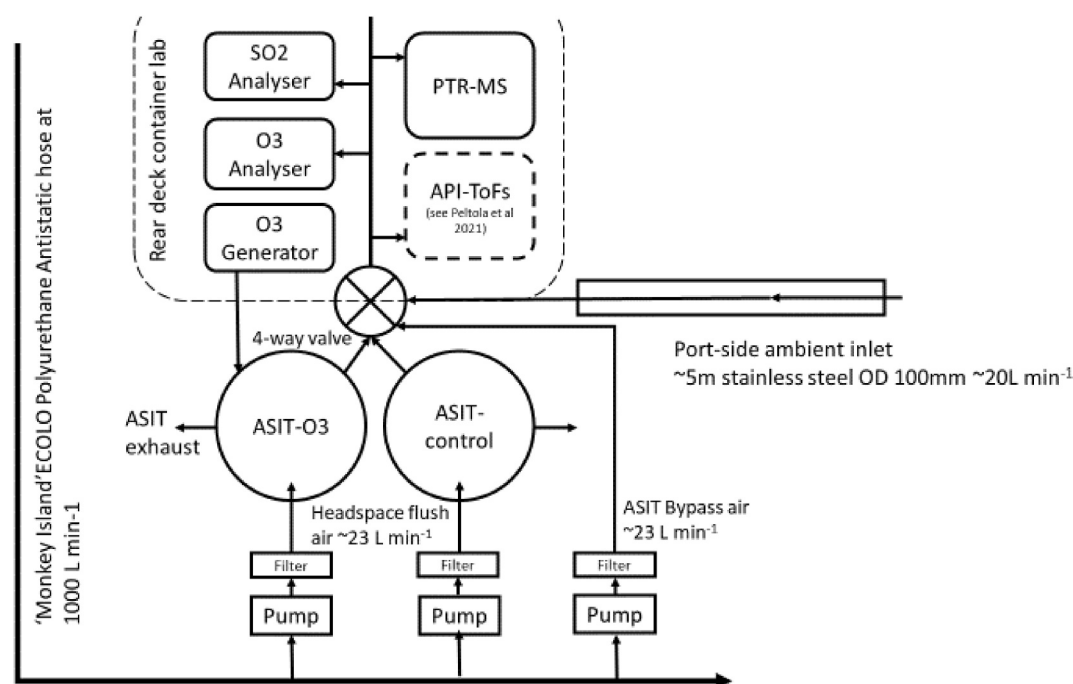 'Monkey Island'ECOLO Polyurethane Antistatic hose at
1000 L min-1
Rear deck container lab
SO2
Analyser
PTR-MS
O3
Analyser
API-ToFs
(see Peltola et al
2021)
O3
Generator
4-way valve
Port-side ambient inlet
~5m stainless steel OD 100mm ~20L min-1
ASIT
exhaust
ASIT-O3
ASIT-
control
Headspace flush
air ~23 L min-1
ASIT Bypass air
~23 L min-1
Filter
Filter
Filter
Pump
Pump
Pump